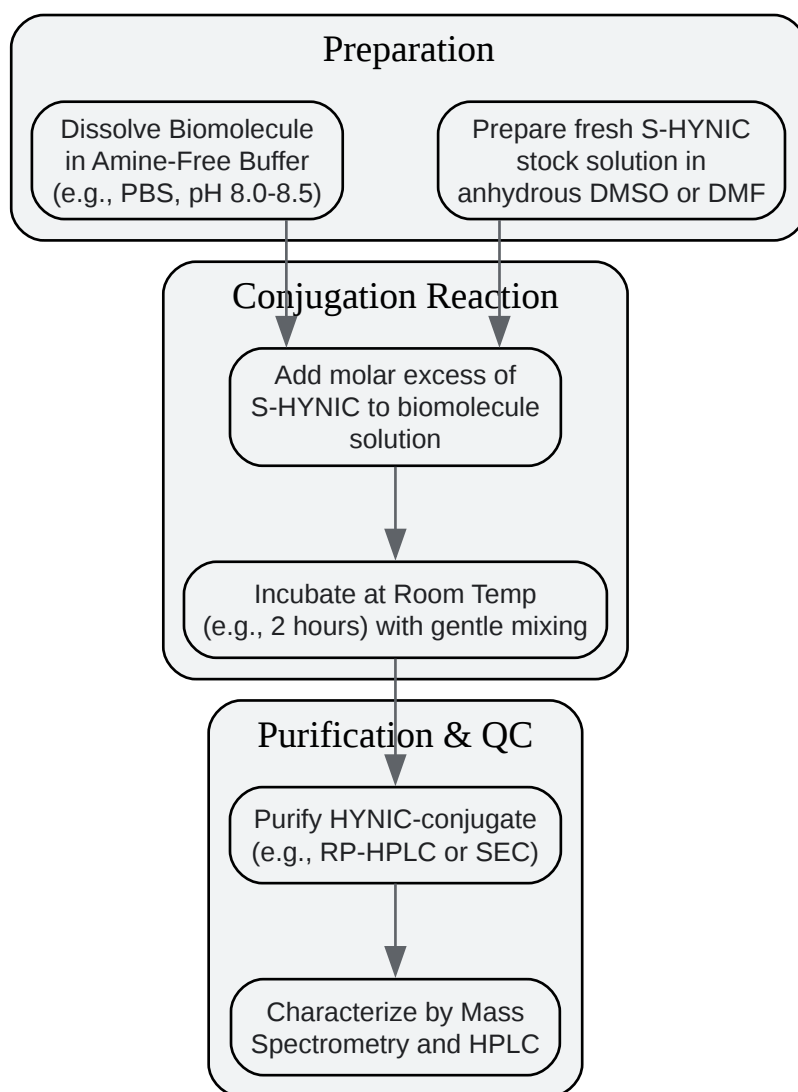 Preparation
Dissolve Biomolecule
in Amine-Free Buffer
(e.g., PBS, pH 8.0-8.5)
Prepare fresh S-HYNIC
stock solution in
anhydrous DMSO or DMF
Conjugation Reaction
Add molar excess of
S-HYNIC to biomolecule
solution
Incubate at Room Temp
(e.g., 2 hours) with gentle mixing
Purification & QC
Purify HYNIC-conjugate
(e.g., RP-HPLC or SEC)
Characterize by Mass
Spectrometry and HPLC